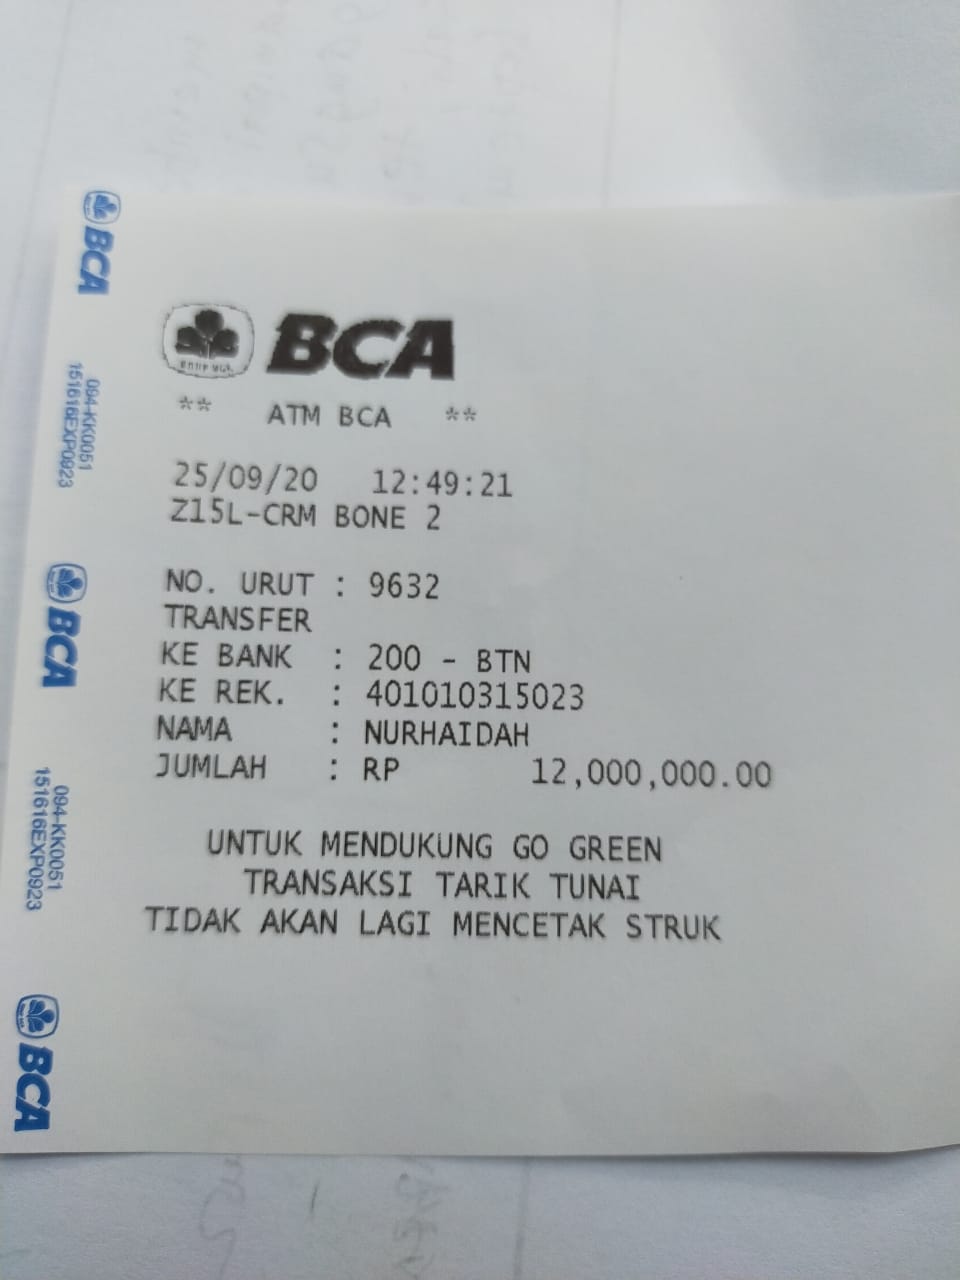 BCA
** ATM BCA **
25/09/20 12:49:21
Z15L-CRM BONE 2
NO. URUT : 9632
TRANSFER
KE BANK : 200 - BTN
KE REK. : 401010315023
NAMA : NURHAIDAH
JUMLAH : RP 12,000,000.00
UNTUK MENDUKUNG GO GREEN
TRANSAKSI TARIK TUNAI
TIDAK AKAN LAGI MENCETAK STRUK
BCA
094-KK0051
151616EXP0923
BCA
094-KK0051
151616EXP0923
BCA